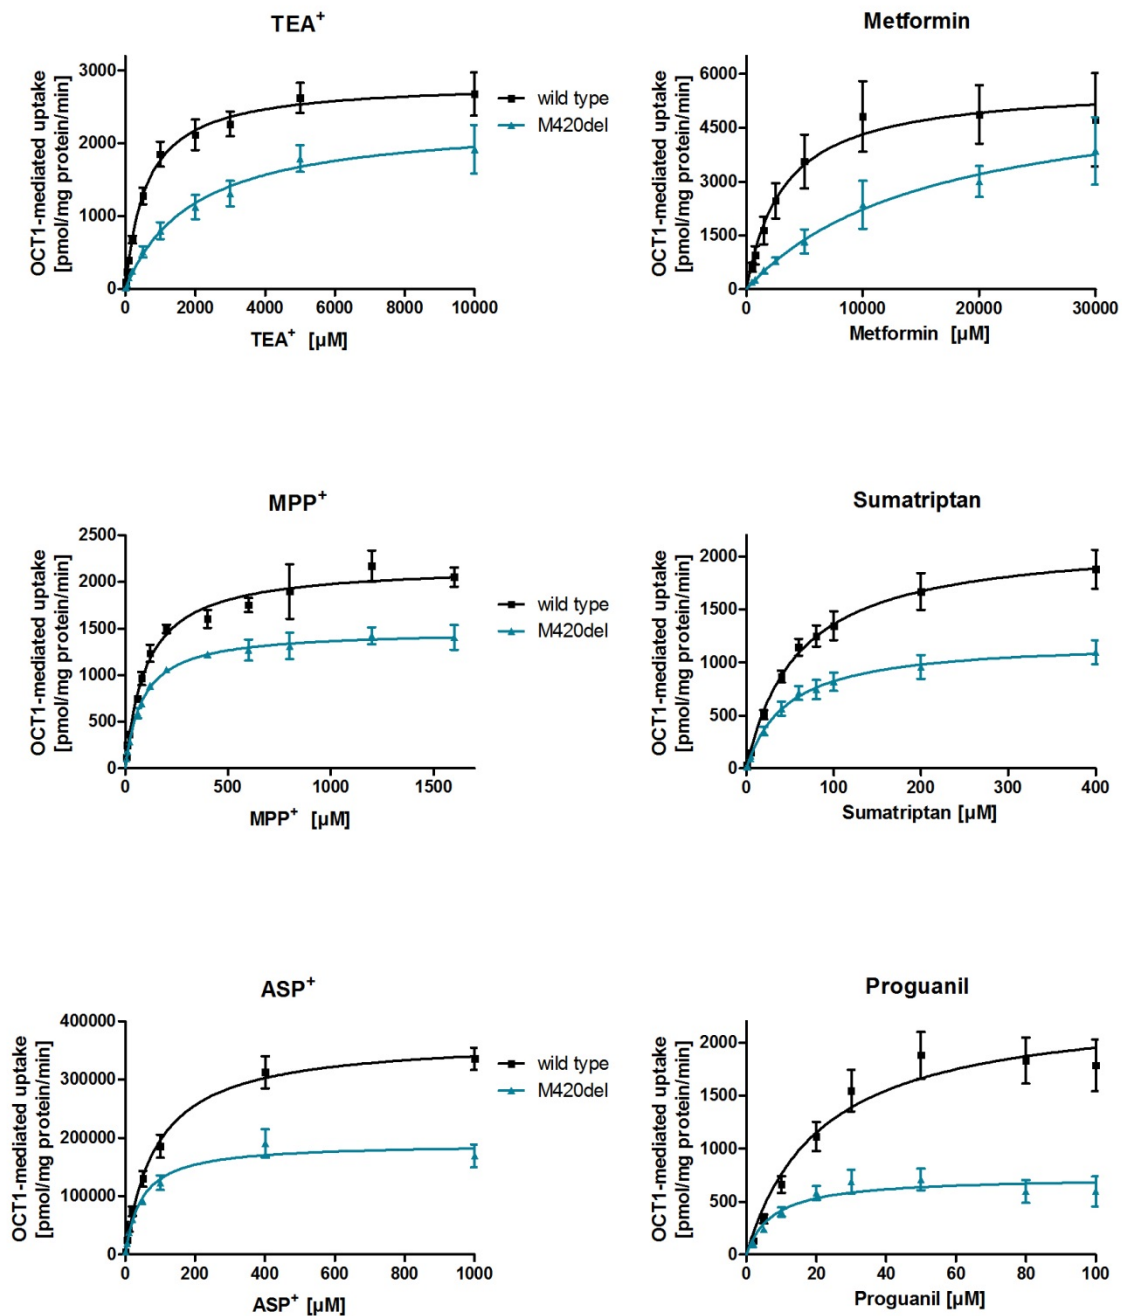 TEA+
OCT1-mediated uptake
[pmol/mg protein/min]
3000
2000
1000
0
0 2000 4000 6000 8000 10000
TEA+ [µM]
wild type
M420del
Metformin
OCT1-mediated uptake
[pmol/mg protein/min]
6000
4500
3000
1500
0
0 10000 20000 30000
Metformin [µM]
MPP+
OCT1-mediated uptake
[pmol/mg protein/min]
2500
2000
1500
1000
500
0
0 500 1000 1500
MPP+ [µM]
wild type
M420del
Sumatriptan
OCT1-mediated uptake
[pmol/mg protein/min]
2000
1500
1000
500
0
0 100 200 300 400
Sumatriptan [µM]
ASP+
OCT1-mediated uptake
[pmol/mg protein/min]
400000
300000
200000
100000
0
0 200 400 600 800 1000
ASP+ [µM]
wild type
M420del
Proguanil
OCT1-mediated uptake
[pmol/mg protein/min]
2000
1500
1000
500
0
0 20 40 60 80 100
Proguanil [µM]